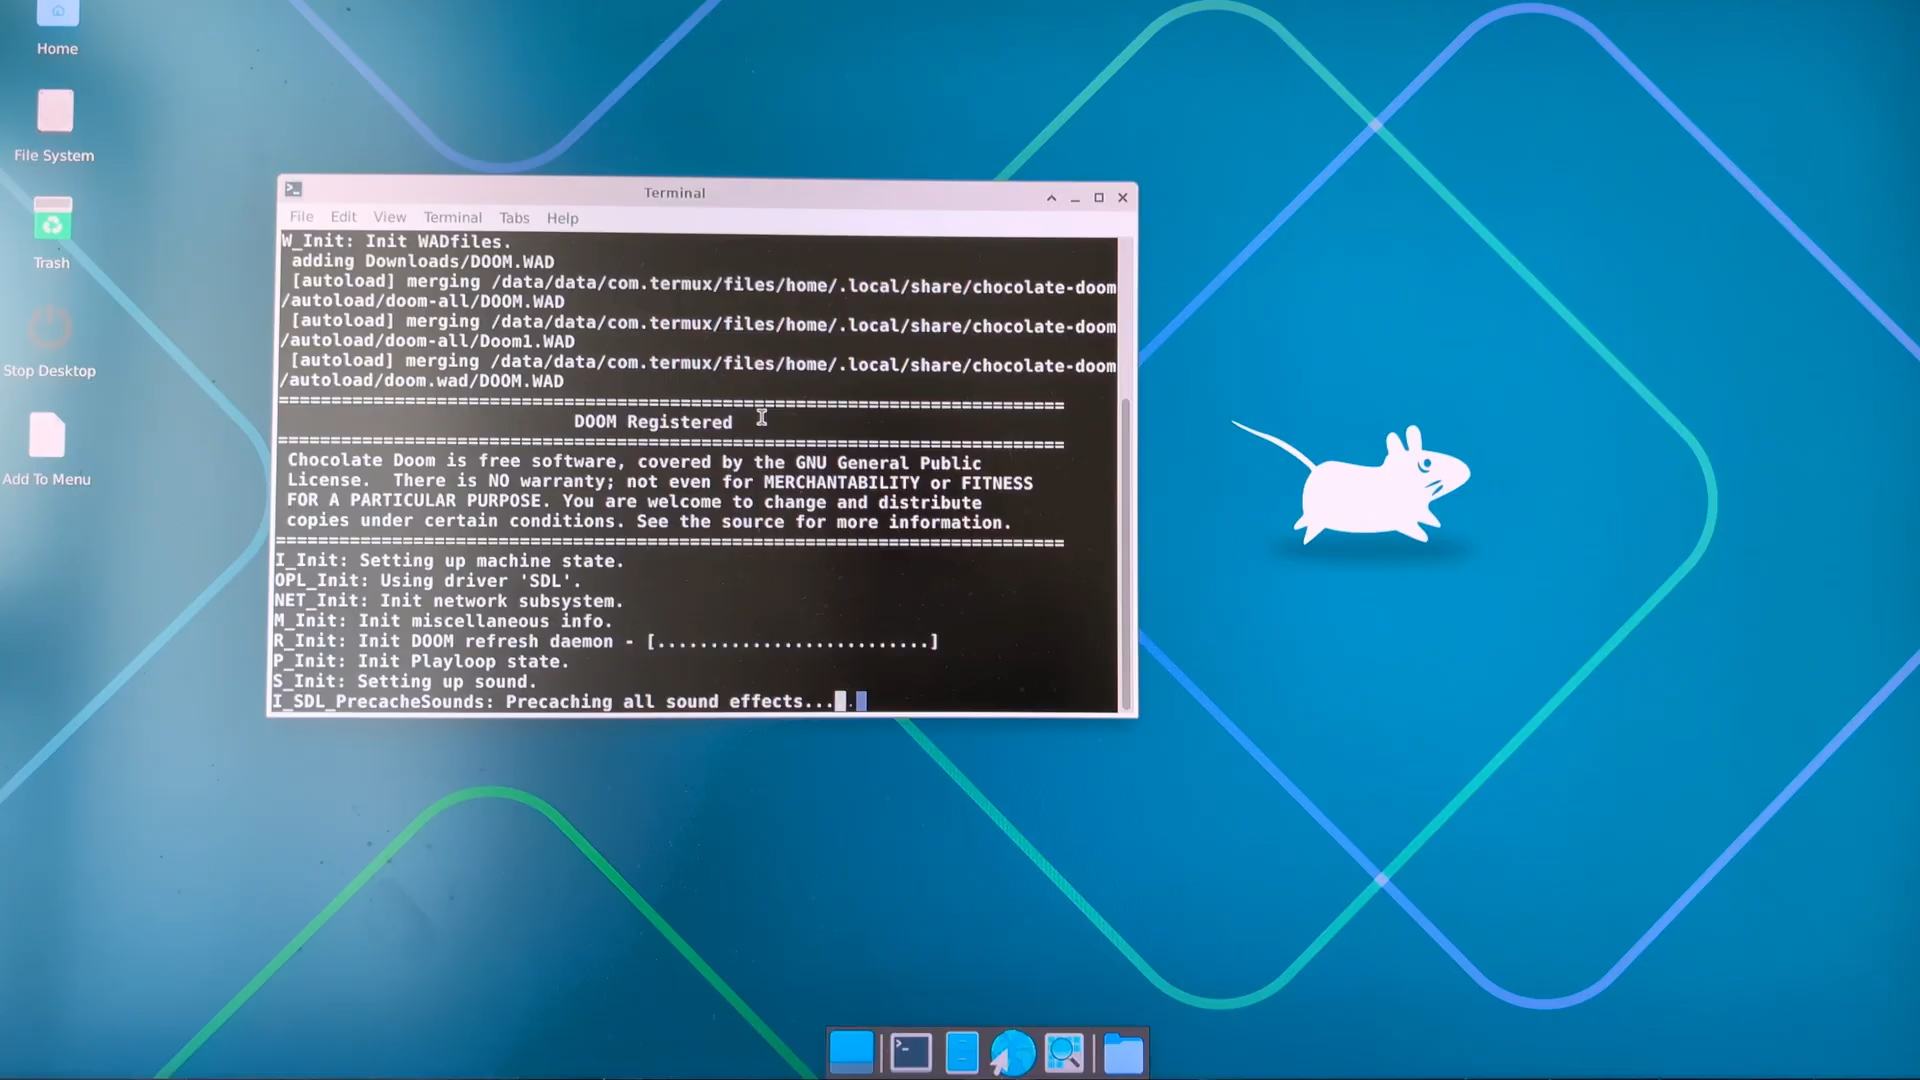 Home
File System
Trash
Stop Desktop
Add To Menu
Terminal
File Edit View Terminal Tabs Help
W_Init: Init WADfiles.
adding Downloads/DOOM.WAD
[autoload] merging /data/data/com.termux/files/home/.local/share/chocolate-doom
/autoload/doom-all/DOOM.WAD
[autoload] merging /data/data/com.termux/files/home/.local/share/chocolate-doom
/autoload/doom-all/Doom1.WAD
[autoload] merging /data/data/com.termux/files/home/.local/share/chocolate-doom
/autoload/doom.wad/DOOM.WAD
===========================================================================
DOOM Registered
===========================================================================
Chocolate Doom is free software, covered by the GNU General Public
License.  There is NO warranty; not even for MERCHANTABILITY or FITNESS
FOR A PARTICULAR PURPOSE. You are welcome to change and distribute
copies under certain conditions. See the source for more information.
===========================================================================
I_Init: Setting up machine state.
OPL_Init: Using driver 'SDL'.
NET_Init: Init network subsystem.
M_Init: Init miscellaneous info.
R_Init: Init DOOM refresh daemon - [..........................]
P_Init: Init Playloop state.
S_Init: Setting up sound.
I_SDL_PrecacheSounds: Precaching all sound effects...